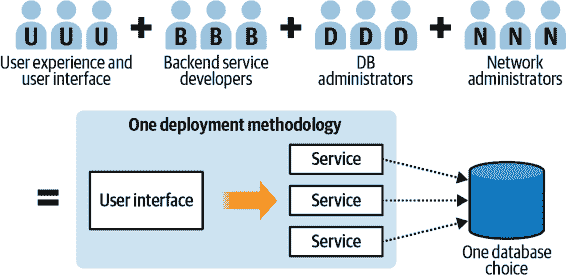 U U U + B B B + D D D + N N N
User experience and
user interface
Backend service
developers
DB
administrators
Network
administrators
One deployment methodology
=
User interface
Service
Service
Service
One database
choice